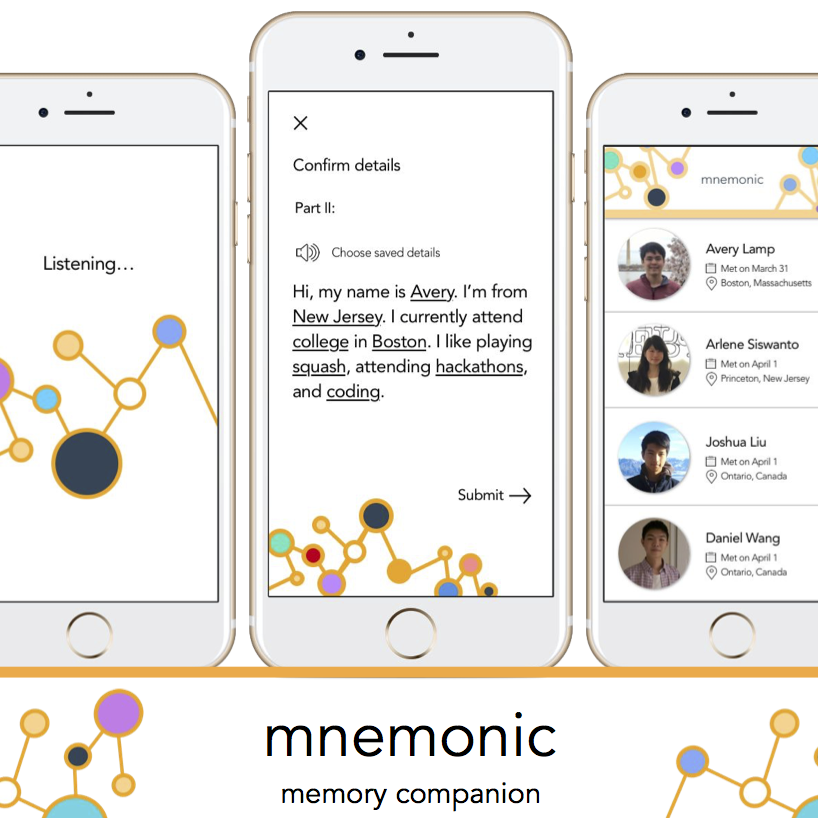 Listening…
Confirm details
Part II:
Choose saved details
Hi, my name is Avery. I’m from
New Jersey. I currently attend
college in Boston. I like playing
squash, attending hackathons,
and coding.
Submit
mnemonic
Avery Lamp
Met on March 31
Boston, Massachusetts
Arlene Siswanto
Met on April 1
Princeton, New Jersey
Joshua Liu
Met on April 1
Ontario, Canada
Daniel Wang
Met on April 1
Ontario, Canada
mnemonic
memory companion